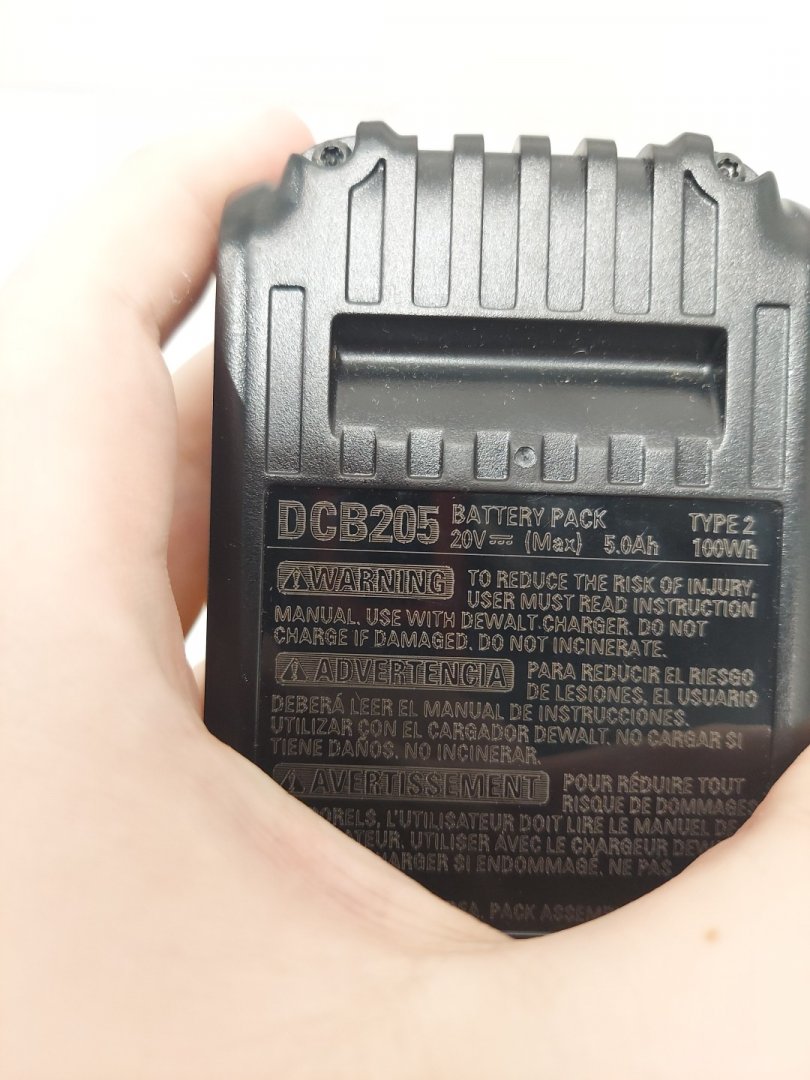 DCB205 BATTERY PACK TYPE 2
20V⎓ (Max) 5.0Ah 100Wh
⚠WARNING TO REDUCE THE RISK OF INJURY,
USER MUST READ INSTRUCTION
MANUAL. USE WITH DEWALT CHARGER. DO NOT
CHARGE IF DAMAGED. DO NOT INCINERATE.
⚠ADVERTENCIA PARA REDUCIR EL RIESGO
DE LESIONES, EL USUARIO
DEBERÁ LEER EL MANUAL DE INSTRUCCIONES.
UTILIZAR CON EL CARGADOR DEWALT. NO CARGAR SI
TIENE DAÑOS. NO INCINERAR.
⚠AVERTISSEMENT POUR RÉDUIRE TOUT
RISQUE DE DOMMAGES
L'UTILISATEUR DOIT LIRE LE MANUEL
UTILISER AVEC LE CHARGEUR
SI ENDOMMAGÉ. NE PAS
PACK